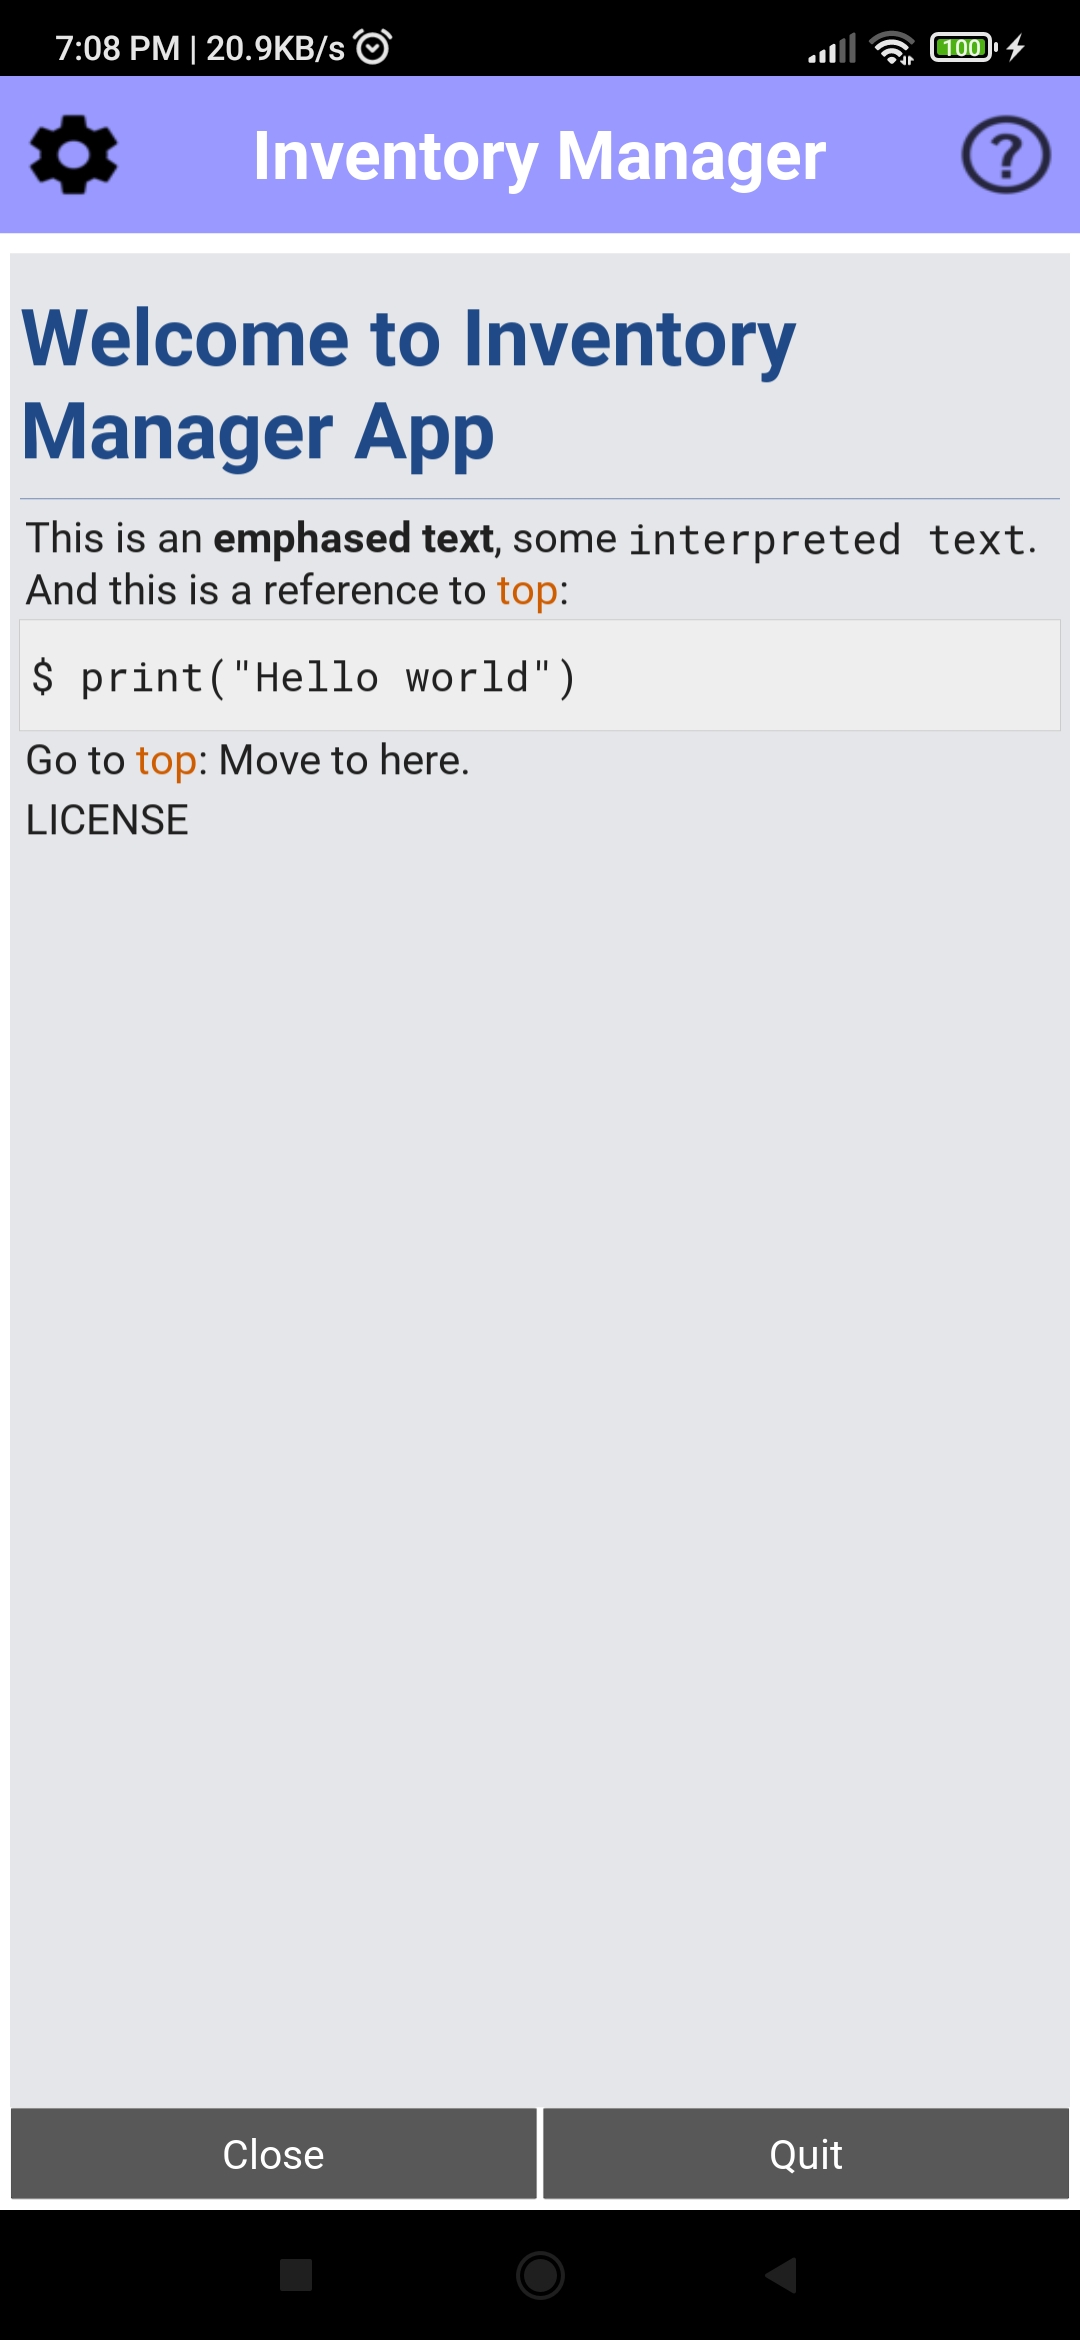 7:08 PM | 20.9KB/s
100
Inventory Manager
?
Welcome to Inventory
Manager App
This is an emphased text, some interpreted text.
And this is a reference to top:
$ print("Hello world")
Go to top: Move to here.
LICENSE
Close
Quit